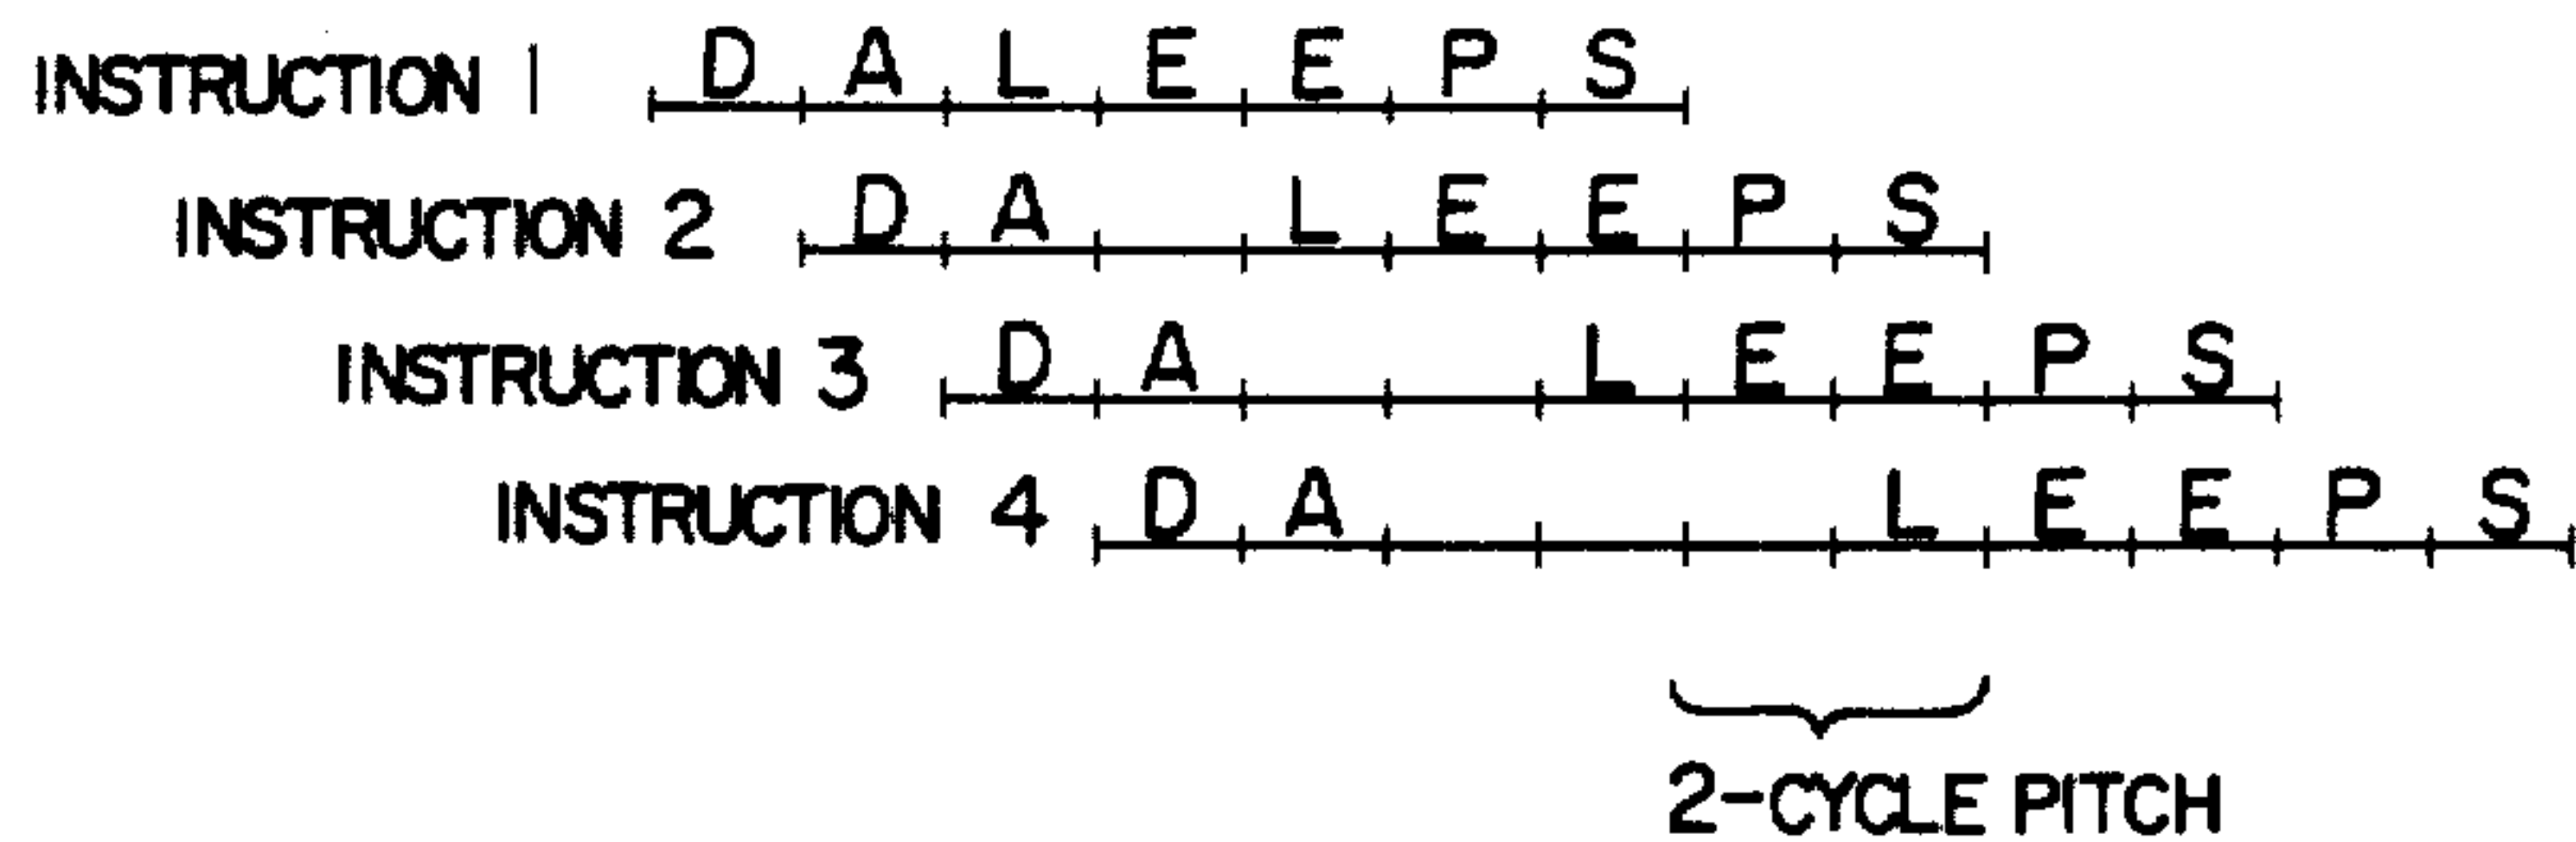 INSTRUCTION 1 D A L E E P S
INSTRUCTION 2 D A L E E P S
INSTRUCTION 3 D A L E E P S
INSTRUCTION 4 D A L E E P S
2-CYCLE PITCH